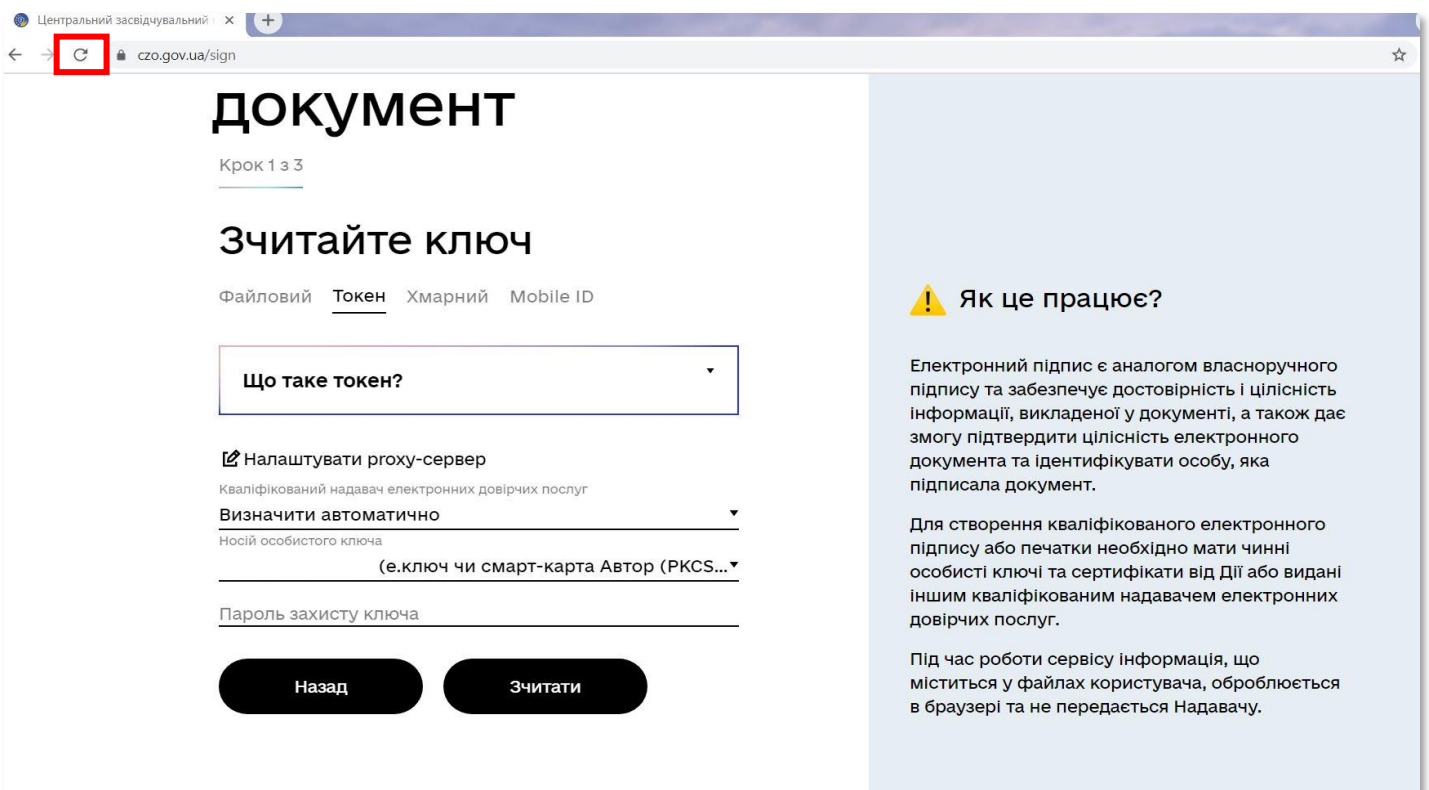 Центральний засвідчувальний
czo.gov.ua/sign
документ
Крок 1 з 3
Зчитайте ключ
Файловий Токен Хмарний Mobile ID
Що таке токен?
Налаштувати proxy-сервер
Кваліфікований надавач електронних довірчих послуг
Визначити автоматично
Носій особистого ключа
(е.ключ чи смарт-карта Автор (PKCS...
Пароль захисту ключа
Назад Зчитати
Як це працює?
Електронний підпис є аналогом власноручного
підпису та забезпечує достовірність і цілісність
інформації, викладеної у документі, а також дає
змогу підтвердити цілісність електронного
документа та ідентифікувати особу, яка
підписала документ.
Для створення кваліфікованого електронного
підпису або печатки необхідно мати чинні
особисті ключі та сертифікати від Дії або видані
іншим кваліфікованим надавачем електронних
довірчих послуг.
Під час роботи сервісу інформація, що
міститься у файлах користувача, оброблюється
в браузері та не передається Надавачу.